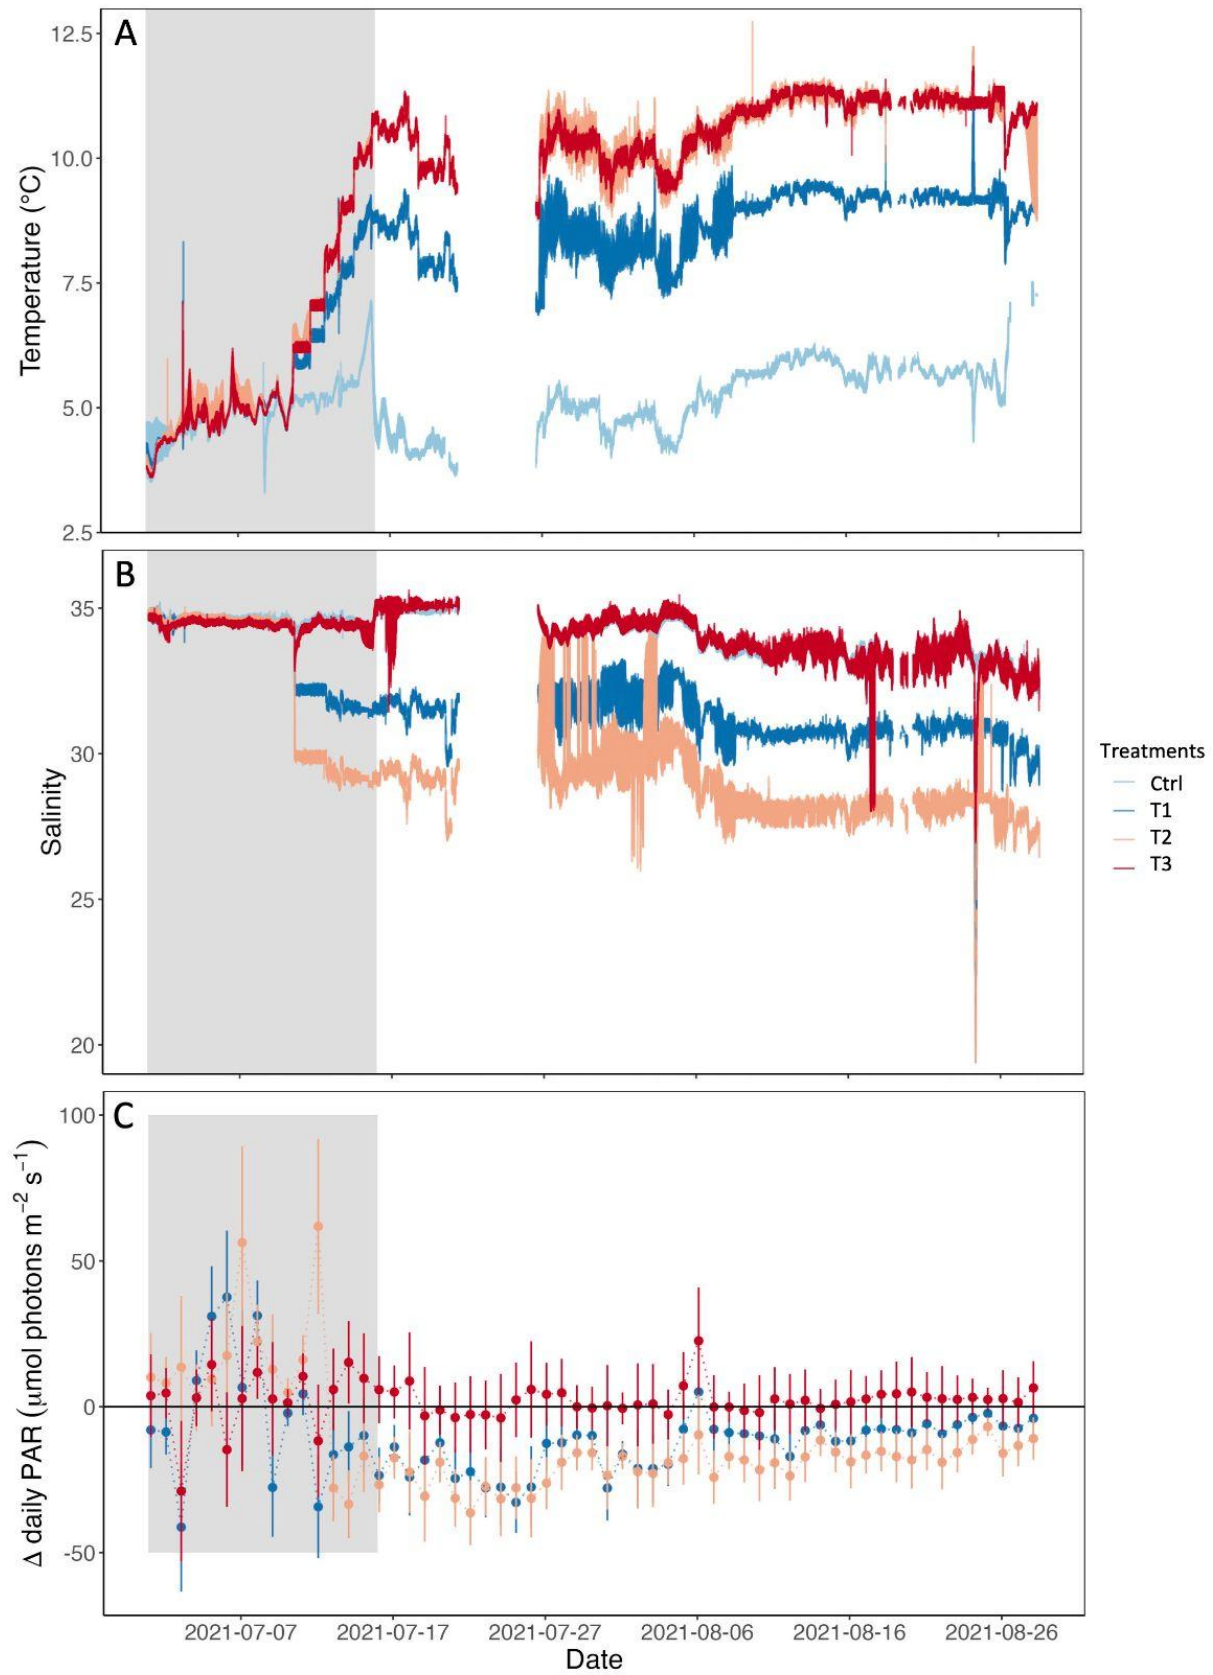 A
12.5
10.0
7.5
5.0
2.5
Temperature (°C)
B
35
30
25
20
Salinity
Treatments
Ctrl
T1
T2
T3
C
100
50
0
-50
Δ daily PAR (μmol photons m−2 s−1)
2021-07-07 2021-07-17 2021-07-27 2021-08-06 2021-08-16 2021-08-26
Date